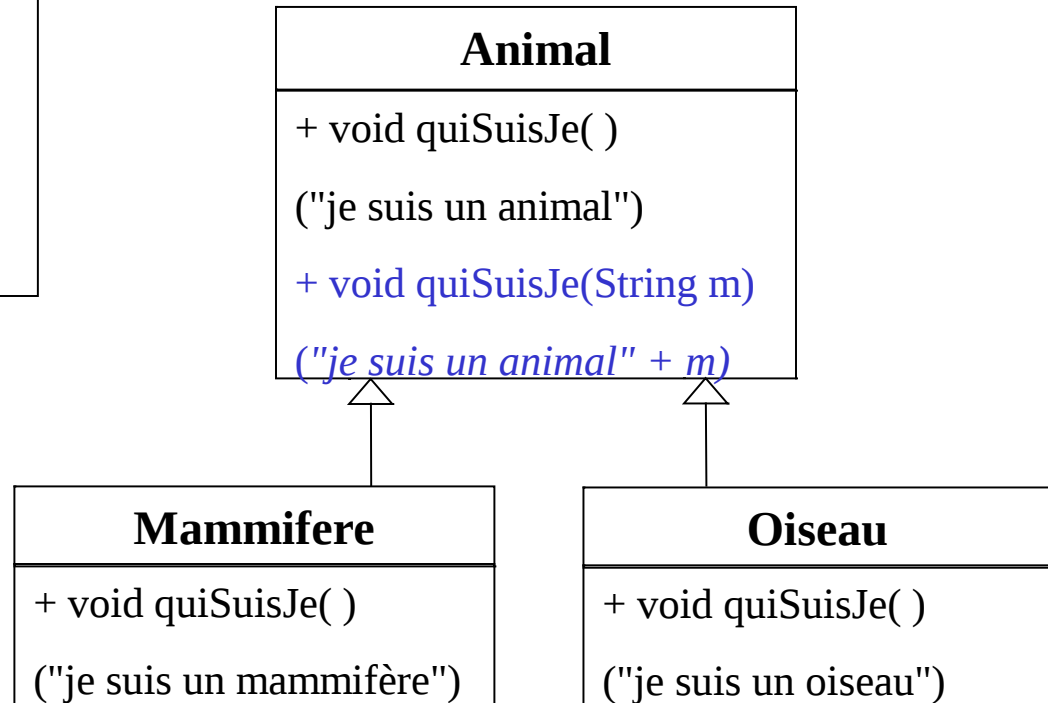 Animal
+ void quiSuisJe( )
("je suis un animal")
+ void quiSuisJe(String m)
("je suis un animal" + m)
Mammifere
+ void quiSuisJe( )
("je suis un mammifère")
Oiseau
+ void quiSuisJe( )
("je suis un oiseau")